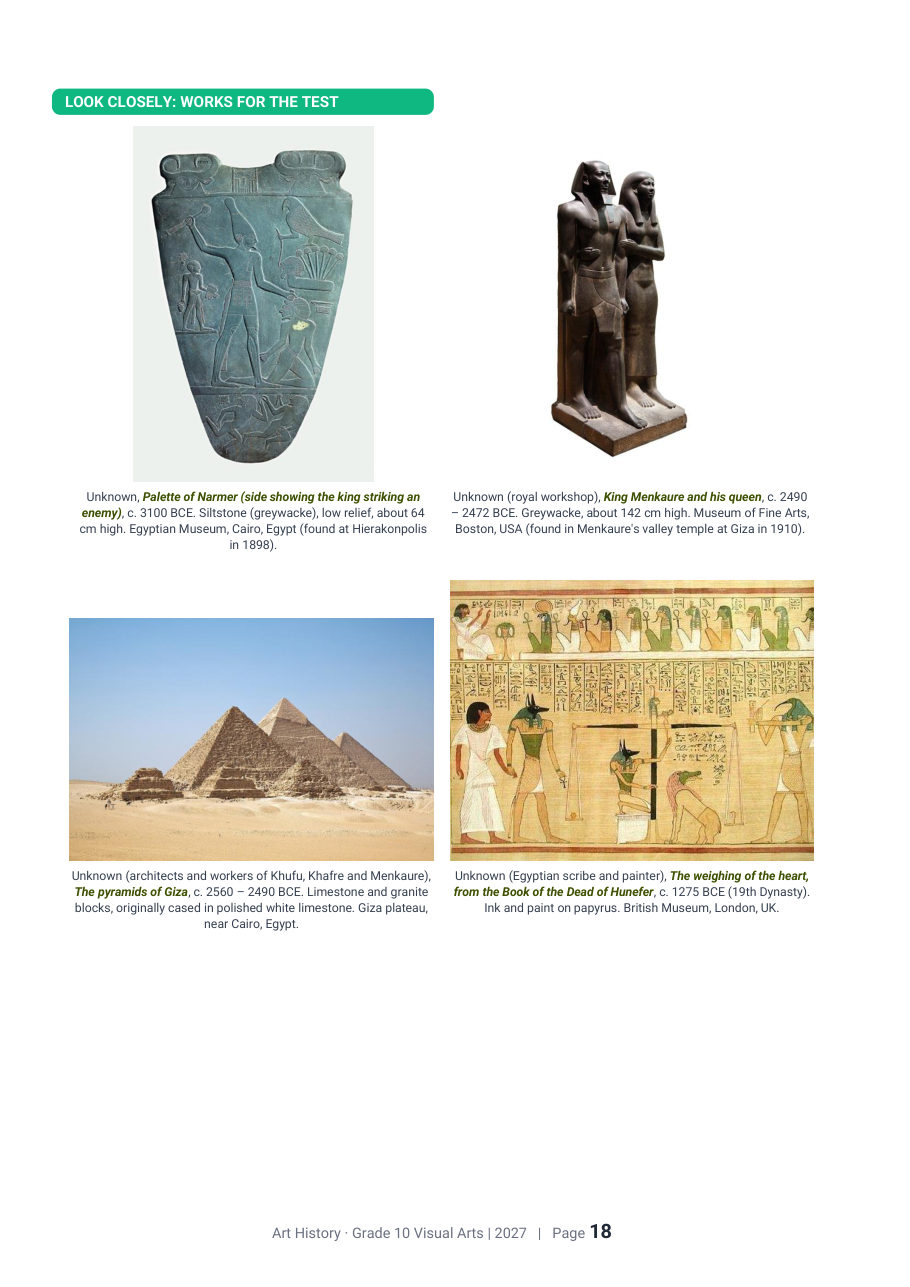 LOOK CLOSELY: WORKS FOR THE TEST
Unknown, Palette of Narmer (side showing the king striking an
enemy), c. 3100 BCE. Siltstone (greywacke), low relief, about 64
cm high. Egyptian Museum, Cairo, Egypt (found at Hierakonpolis
in 1898).
Unknown (royal workshop), King Menkaure and his queen, c. 2490
– 2472 BCE. Greywacke, about 142 cm high. Museum of Fine Arts,
Boston, USA (found in Menkaure's valley temple at Giza in 1910).
Unknown (architects and workers of Khufu, Khafre and Menkaure),
The pyramids of Giza, c. 2560 – 2490 BCE. Limestone and granite
blocks, originally cased in polished white limestone. Giza plateau,
near Cairo, Egypt.
Unknown (Egyptian scribe and painter), The weighing of the heart,
from the Book of the Dead of Hunefer, c. 1275 BCE (19th Dynasty).
Ink and paint on papyrus. British Museum, London, UK.
Art History · Grade 10 Visual Arts | 2027 | Page 18